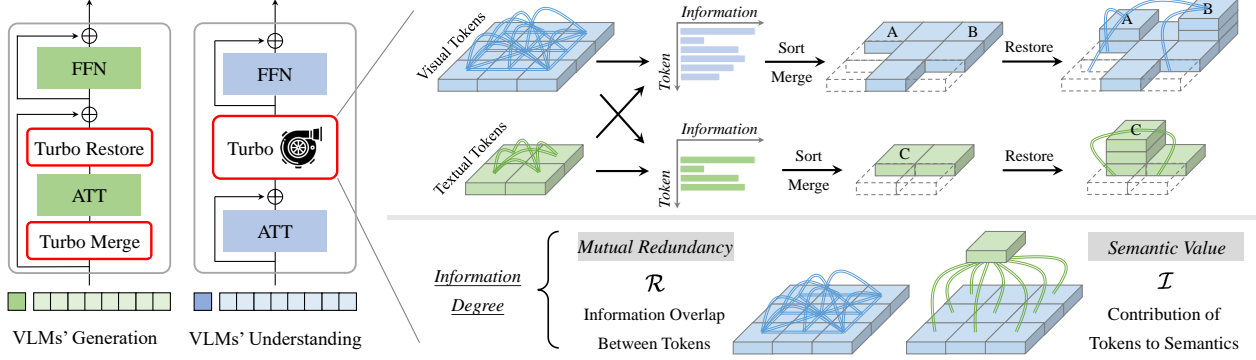 FFN
Turbo Restore
ATT
Turbo Merge
VLMs' Generation
FFN
Turbo
ATT
VLMs' Understanding
Visual Tokens
Textual Tokens
Information
Token
Sort
Merge
A
B
Restore
A
B
Information
Token
Sort
Merge
C
Restore
C
Information
Degree
Mutual Redundancy
R
Information Overlap
Between Tokens
Semantic Value
I
Contribution of
Tokens to Semantics